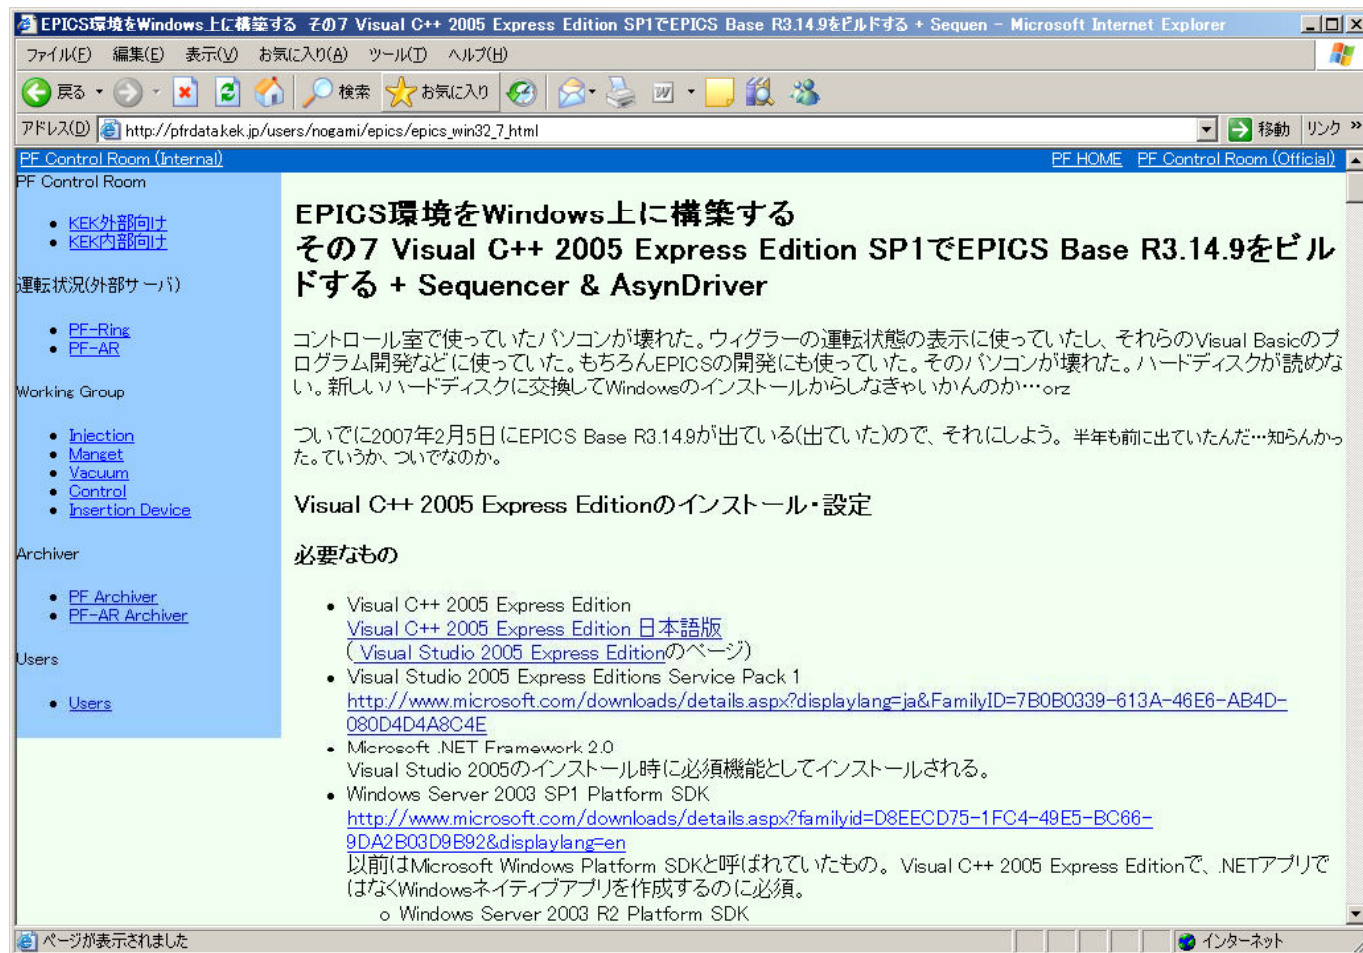 EPICS環境をWindows上に構築する その7 Visual C++ 2005 Express Edition SP1でEPICS Base R3.14.9をビルドする + Sequen - Microsoft Internet Explorer
ファイル(F) 編集(E) 表示(V) お気に入り(A) ツール(T) ヘルプ(H)
戻る 検索 お気に入り
アドレス(D) http://pfrdata.kek.jp/users/nogami/epics/epics_win32_7_html 移動 リンク »
PF Control Room (Internal) PF HOME PF Control Room (Official)
PF Control Room
• KEK外部向け
• KEK内部向け
運転状況(外部サーバ)
• PF-Ring
• PF-AR
Working Group
• Injection
• Manget
• Vacuum
• Control
• Insertion Device
Archiver
• PF Archiver
• PF-AR Archiver
Users
• Users
EPICS環境をWindows上に構築する
その7 Visual C++ 2005 Express Edition SP1でEPICS Base R3.14.9をビル
ドする + Sequencer & AsynDriver
コントロール室で使っていたパソコンが壊れた。ウィグラーの運転状態の表示に使っていたし、それらのVisual Basicのプ
ログラム開発などに使っていた。もちろんEPICSの開発にも使っていた。そのパソコンが壊れた。ハードディスクが読めな
い。新しいハードディスクに交換してWindowsのインストールからしなきゃいかんのか…orz
ついでに2007年2月5日にEPICS Base R3.14.9が出ている(出ていた)ので、それにしよう。半年も前に出ていたんだ…知らんかっ
た。ていうか、ついでなのか。
Visual C++ 2005 Express Editionのインストール・設定
必要なもの
• Visual C++ 2005 Express Edition
Visual C++ 2005 Express Edition 日本語版
( Visual Studio 2005 Express Editionのページ)
• Visual Studio 2005 Express Editions Service Pack 1
http://www.microsoft.com/downloads/details.aspx?displaylang=ja&FamilyID=7B0B0339-613A-46E6-AB4D-
080D4D4A8C4E
• Microsoft .NET Framework 2.0
Visual Studio 2005のインストール時に必須機能としてインストールされる。
• Windows Server 2003 SP1 Platform SDK
http://www.microsoft.com/downloads/details.aspx?familyid=D8EECD75-1FC4-49E5-BC66-
9DA2B03D9B92&displaylang=en
以前はMicrosoft Windows Platform SDKと呼ばれていたもの。Visual C++ 2005 Express Editionで、.NETアプリで
はなくWindowsネイティブアプリを作成するのに必須。
o Windows Server 2003 R2 Platform SDK
ページが表示されました インターネット